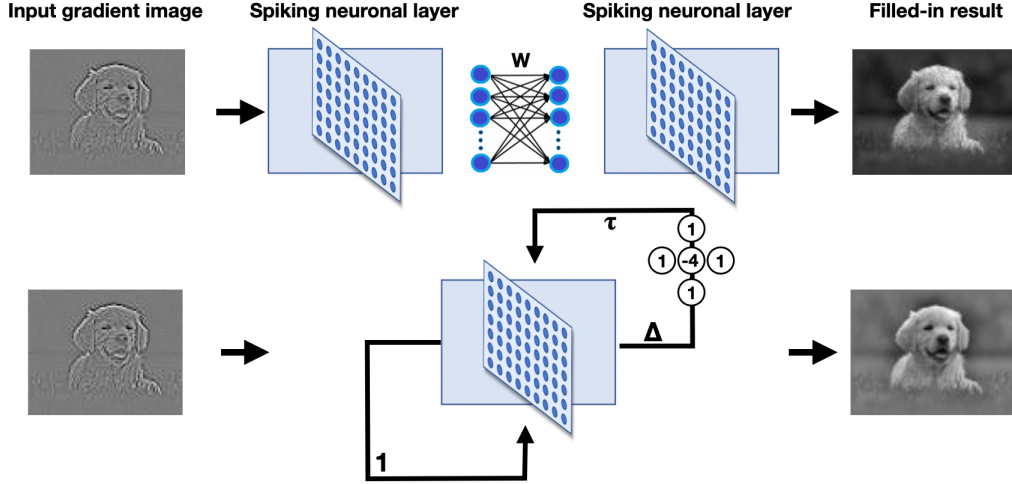 Input gradient image
Spiking neuronal layer
Spiking neuronal layer
Filled-in result
W
τ
1
1 -4 1
1
Δ
1